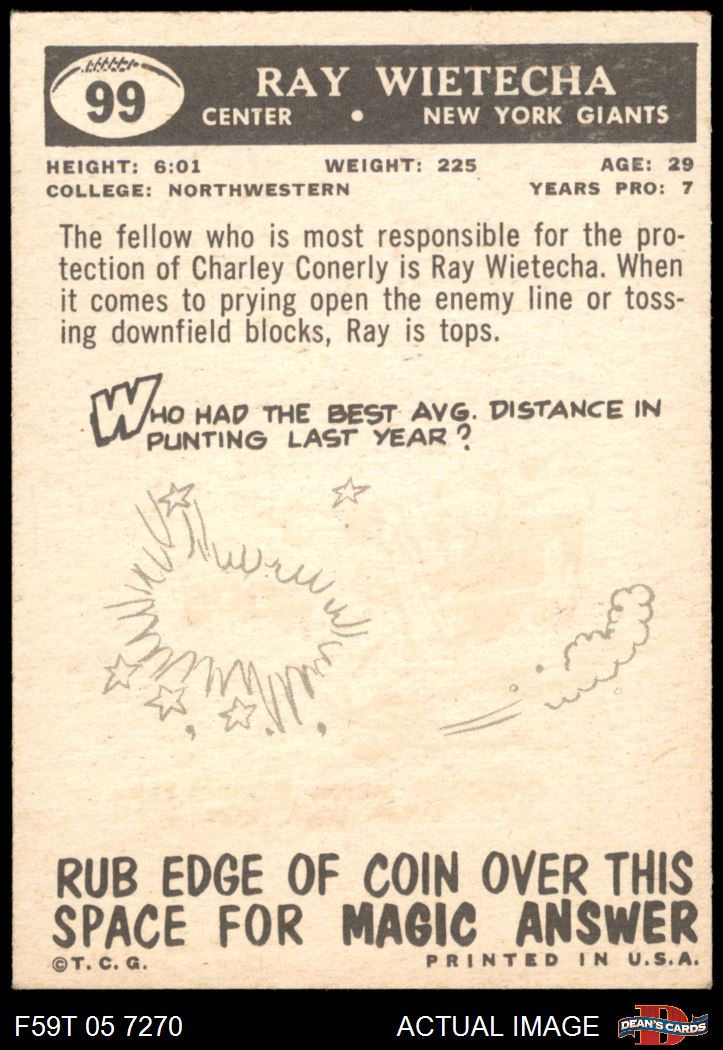 99
RAY WIETECHA
CENTER • NEW YORK GIANTS
HEIGHT: 6:01 WEIGHT: 225 AGE: 29
COLLEGE: NORTHWESTERN YEARS PRO: 7
The fellow who is most responsible for the pro-
tection of Charley Conerly is Ray Wietecha. When
it comes to prying open the enemy line or toss-
ing downfield blocks, Ray is tops.
WHO HAD THE BEST AVG. DISTANCE IN
PUNTING LAST YEAR?
RUB EDGE OF COIN OVER THIS
SPACE FOR MAGIC ANSWER
©T. C. G. PRINTED IN U.S.A.
F59T 05 7270 ACTUAL IMAGE D DEAN'S CARDS